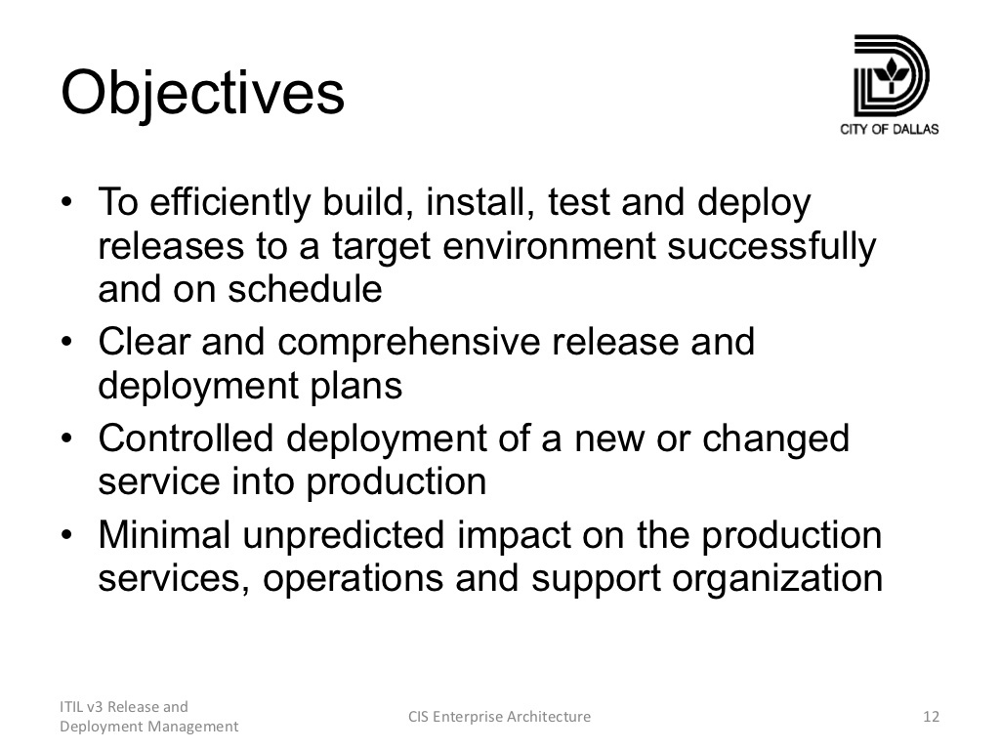 Objectives
CITY OF DALLAS
• To efficiently build, install, test and deploy
releases to a target environment successfully
and on schedule
• Clear and comprehensive release and
deployment plans
• Controlled deployment of a new or changed
service into production
• Minimal unpredicted impact on the production
services, operations and support organization
ITIL v3 Release and
Deployment Management
CIS Enterprise Architecture
12